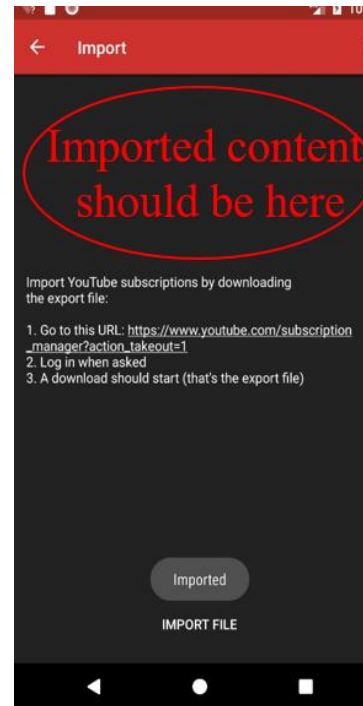 10
Import
Imported content
should be here
Import YouTube subscriptions by downloading
the export file:
1. Go to this URL: https://www.youtube.com/subscription
_manager?action_takeout=1
2. Log in when asked
3. A download should start (that's the export file)
Imported
IMPORT FILE